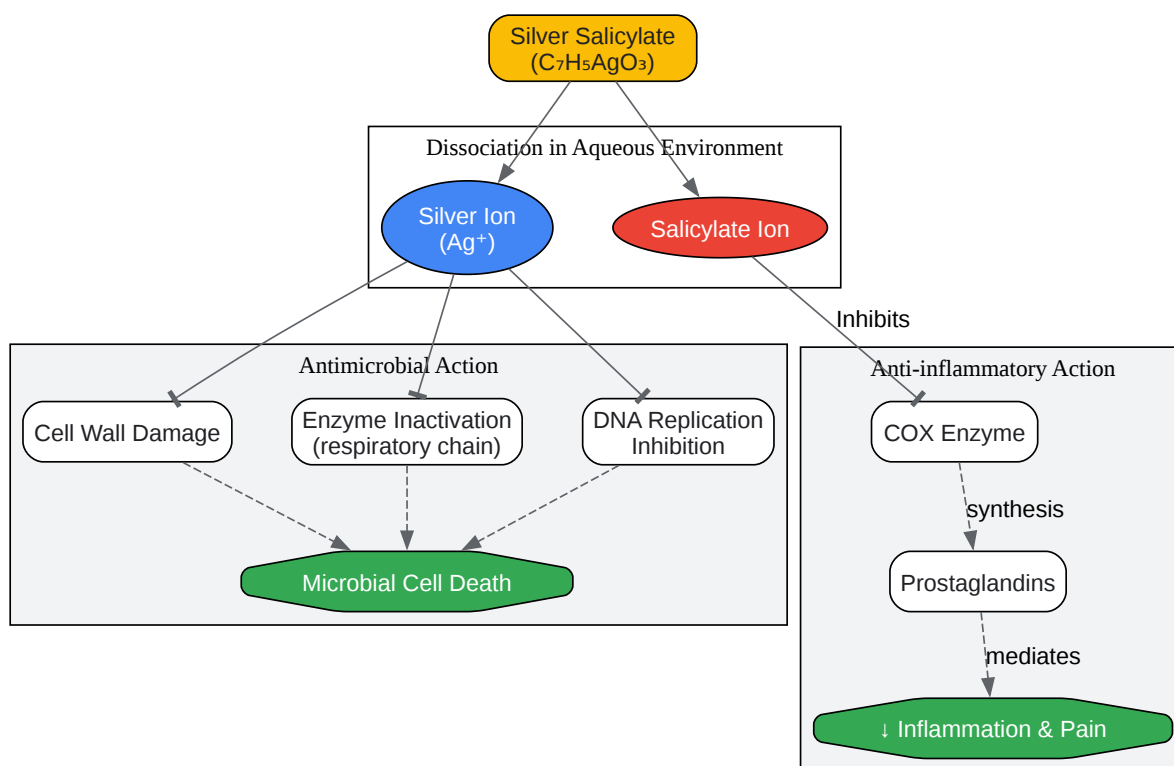 Silver Salicylate
(C₇H₅AgO₃)
Dissociation in Aqueous Environment
Silver Ion
(Ag⁺)
Salicylate Ion
Inhibits
Antimicrobial Action
Cell Wall Damage
Enzyme Inactivation
(respiratory chain)
DNA Replication
Inhibition
Microbial Cell Death
Anti-inflammatory Action
COX Enzyme
synthesis
Prostaglandins
mediates
↓ Inflammation & Pain